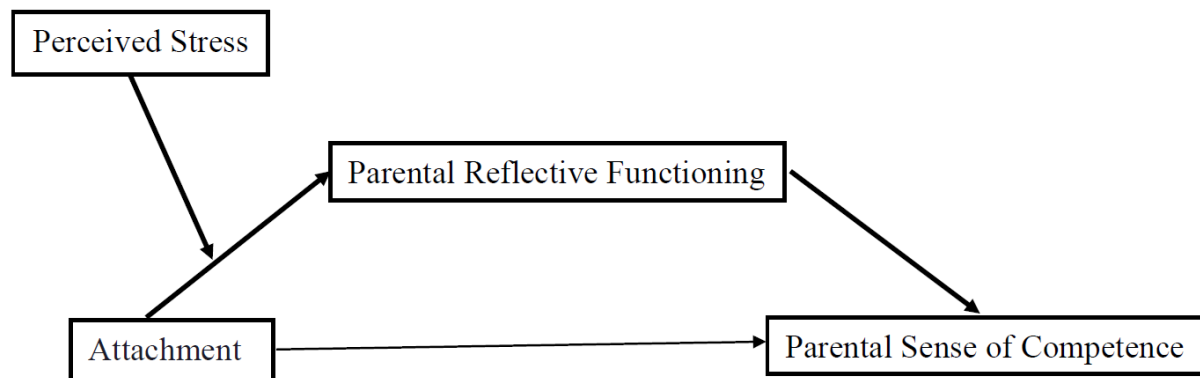 Perceived Stress
Parental Reflective Functioning
Attachment
Parental Sense of Competence